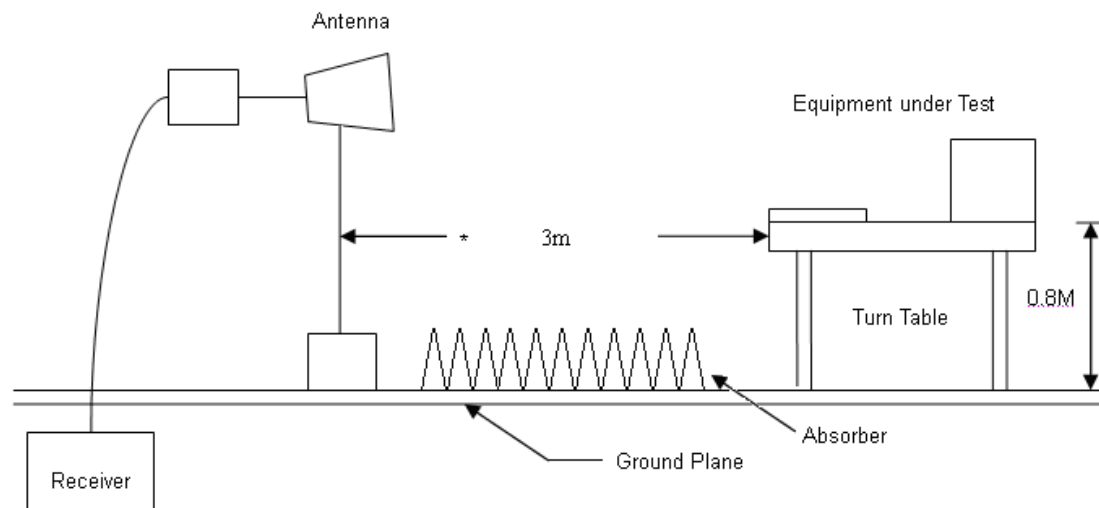 Antenna
Equipment under Test
* 3m
0.8M
Turn Table
Absorber
Ground Plane
Receiver